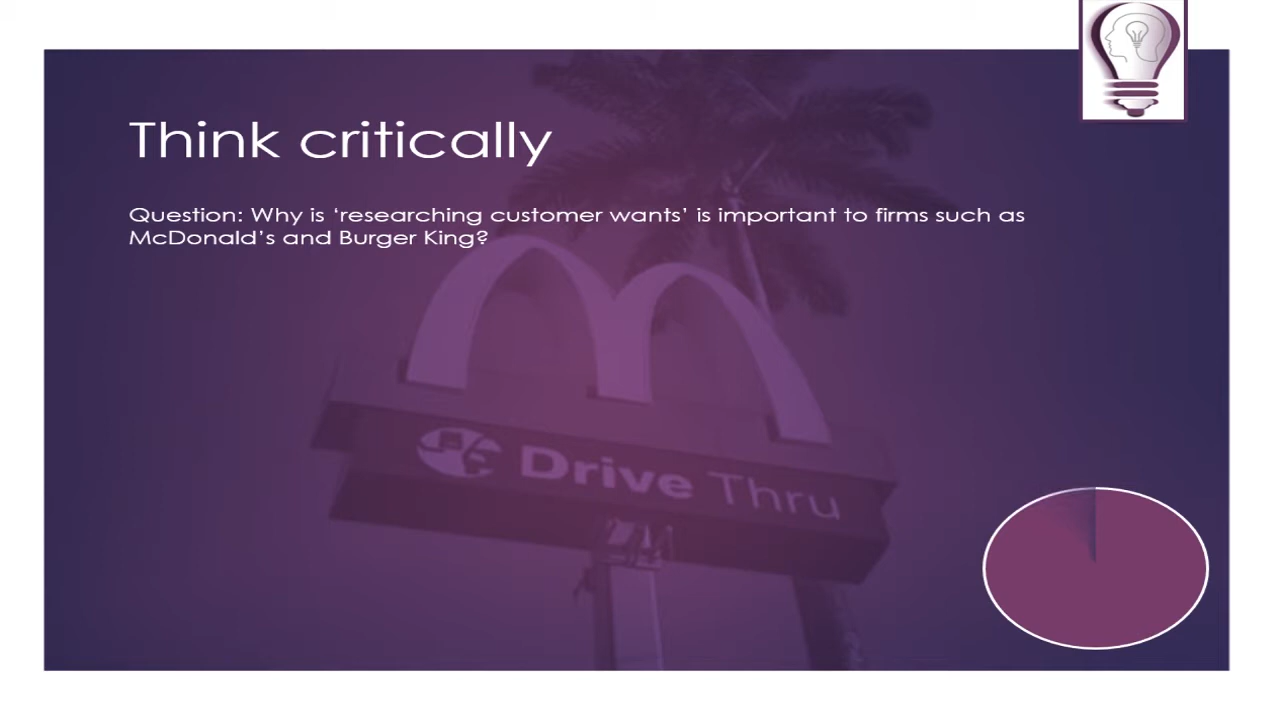 Think critically
Question: Why is ‘researching customer wants’ is important to firms such as
McDonald’s and Burger King?
Drive Thru